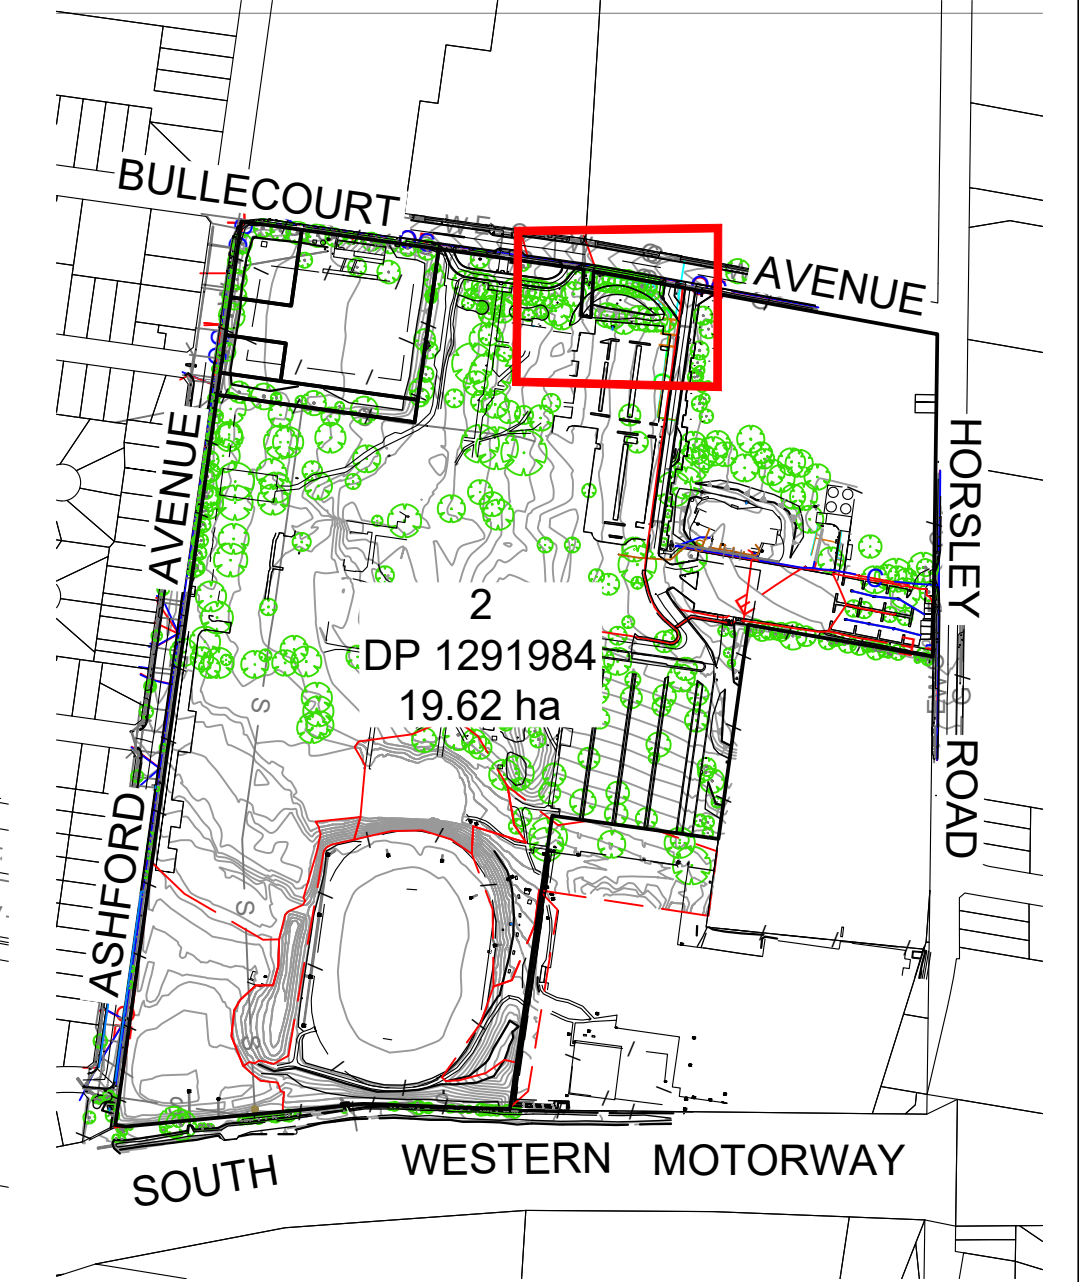 BULLECOURT
AVENUE
HORSLEY
ROAD
AVENUE
ASHFORD
2
DP 1291984
19.62 ha
S
S
S
E
SOUTH
WESTERN MOTORWAY